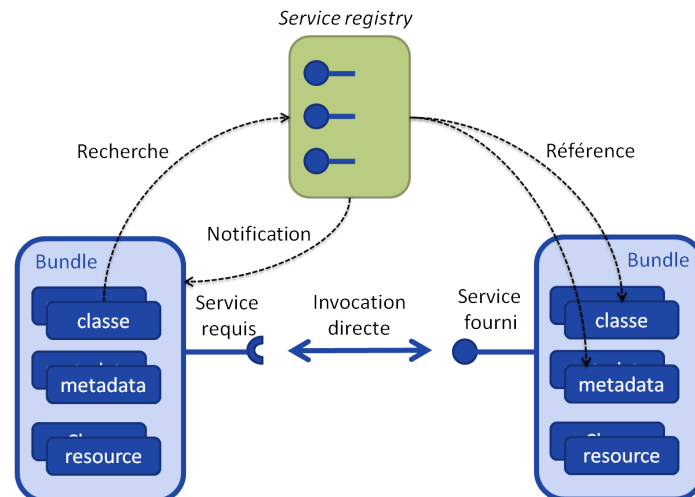 Service registry
Recherche
Référence
Notification
Bundle
classe
metadata
resource
Service
requis
Invocation
directe
Service
fourni
Bundle
classe
metadata
resource